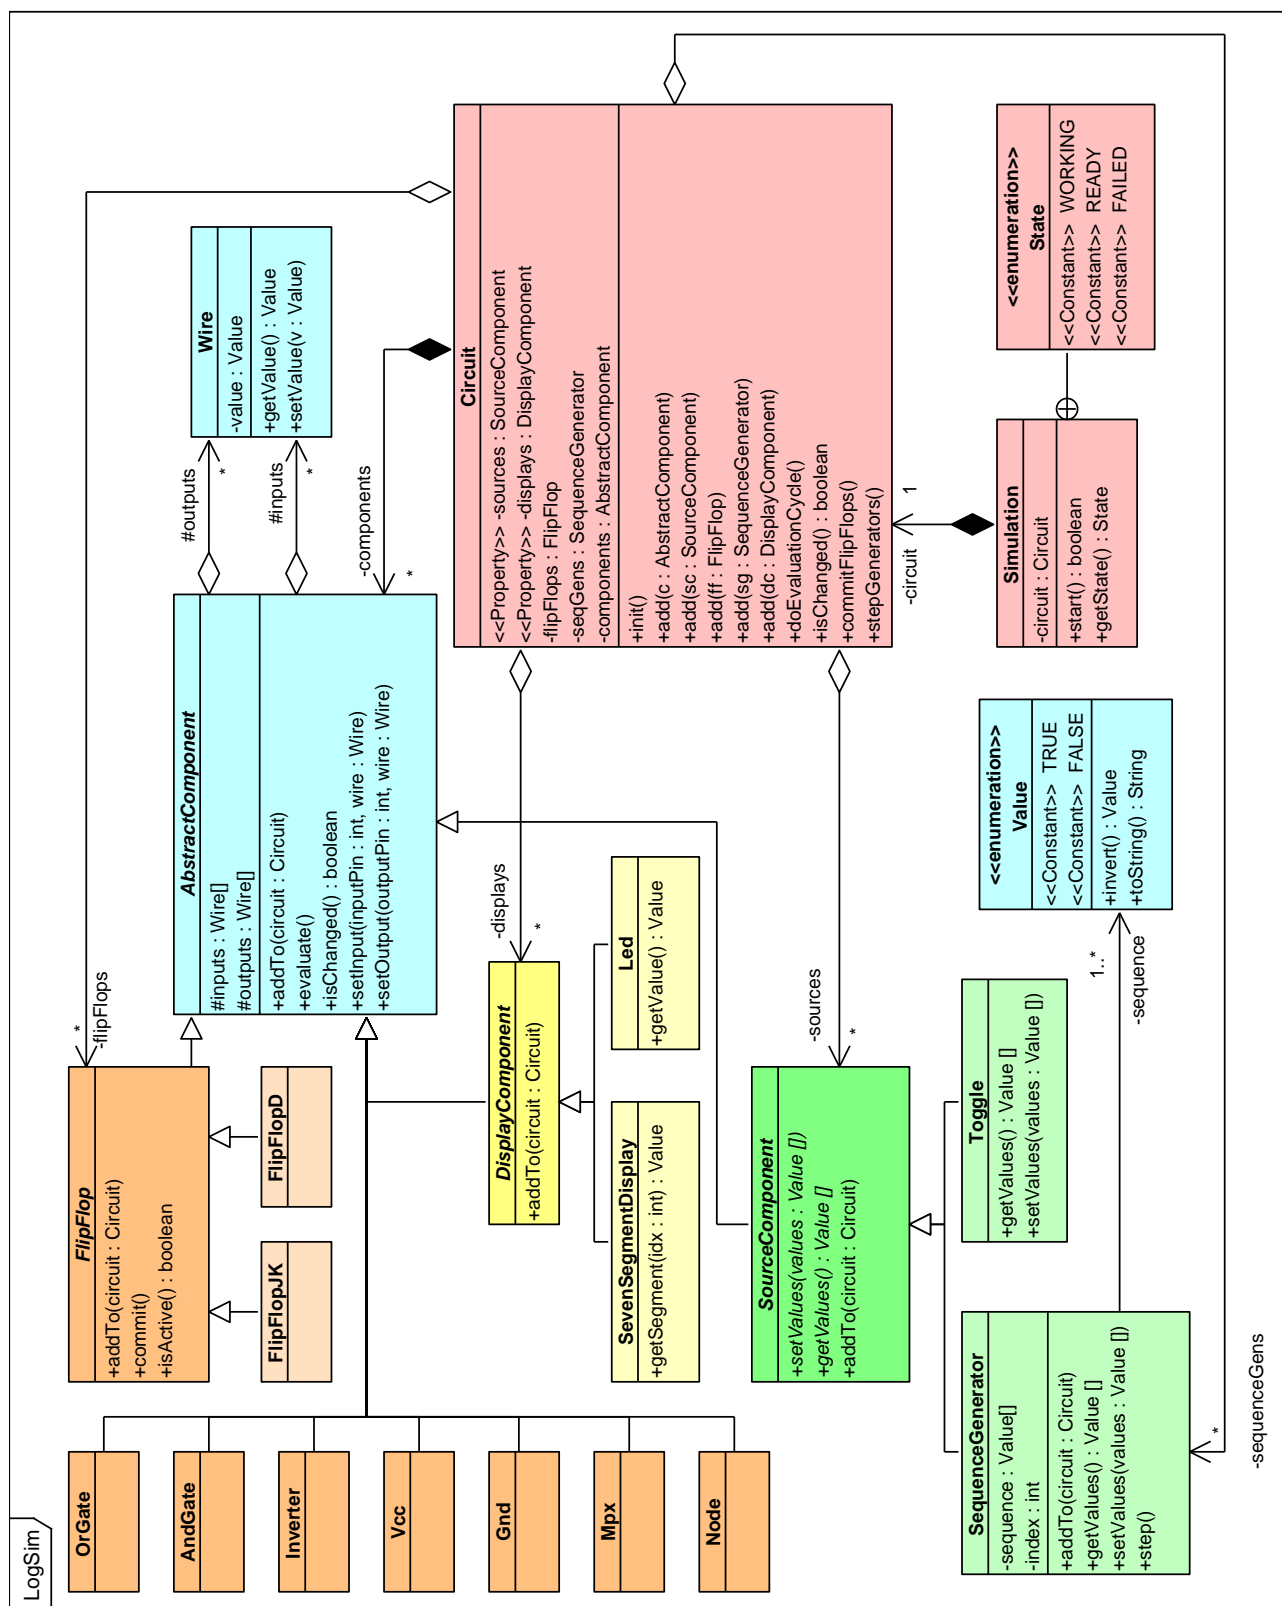 LogSim
OrGate
AndGate
Inverter
Vcc
Gnd
Mpx
Node
FlipFlop
+addTo(circuit : Circuit)
+commit()
+isActive() : boolean
FlipFlopJK
FlipFlopD
*
-flipFlops
AbstractComponent
#inputs : Wire[]
#outputs : Wire[]
+addTo(circuit : Circuit)
+evaluate()
+isChanged() : boolean
+setInput(inputPin : int, wire : Wire)
+setOutput(outputPin : int, wire : Wire)
#outputs
*
#inputs
*
Wire
-value : Value
+getValue() : Value
+setValue(v : Value)
-components
*
DisplayComponent
+addTo(circuit : Circuit)
-displays
*
SevenSegmentDisplay
+getSegment(idx : int) : Value
Led
+getValue() : Value
Circuit
<<Property>> -sources : SourceComponent
<<Property>> -displays : DisplayComponent
-flipFlops : FlipFlop
-seqGens : SequenceGenerator
-components : AbstractComponent
+init()
+add(c : AbstractComponent)
+add(sc : SourceComponent)
+add(ff : FlipFlop)
+add(sg : SequenceGenerator)
+add(dc : DisplayComponent)
+doEvaluationCycle()
+isChanged() : boolean
+commitFlipFlops()
+stepGenerators()
SourceComponent
+setValues(values : Value [])
+getValues() : Value []
+addTo(circuit : Circuit)
-sources
*
-circuit
1
SequenceGenerator
-sequence : Value[]
-index : int
+addTo(circuit : Circuit)
+getValues() : Value []
+setValues(values : Value [])
+step()
Toggle
+getValues() : Value []
+setValues(values : Value [])
<<enumeration>>
Value
<<Constant>> TRUE
<<Constant>> FALSE
+invert() : Value
+toString() : String
1..*
-sequence
Simulation
-circuit : Circuit
+start() : boolean
+getState() : State
<<enumeration>>
State
<<Constant>> WORKING
<<Constant>> READY
<<Constant>> FAILED
*
-sequenceGens